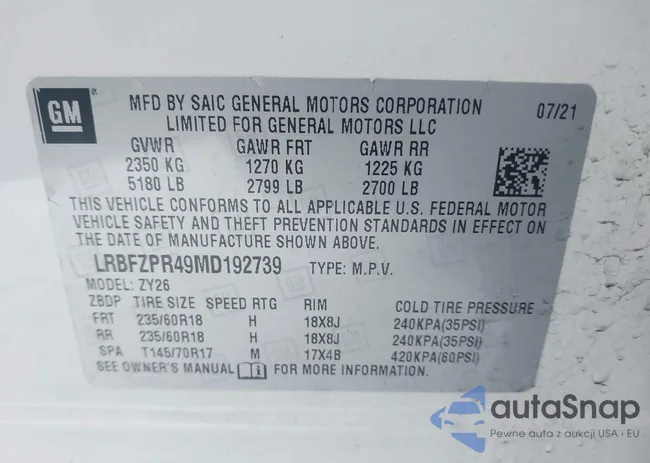 GM
MFD BY SAIC GENERAL MOTORS CORPORATION 07/21
LIMITED FOR GENERAL MOTORS LLC
GVWR GAWR FRT GAWR RR
2350 KG 1270 KG 1225 KG
5180 LB 2799 LB 2700 LB
THIS VEHICLE CONFORMS TO ALL APPLICABLE U.S. FEDERAL MOTOR
VEHICLE SAFETY AND THEFT PREVENTION STANDARDS IN EFFECT ON
THE DATE OF MANUFACTURE SHOWN ABOVE.
LRBFZPR49MD192739 TYPE: M.P.V.
MODEL: ZY26
ZBDP TIRE SIZE SPEED RTG RIM COLD TIRE PRESSURE
FRT 235/60R18 H 18X8J 240KPA(35PSI)
RR 235/60R18 H 18X8J 240KPA(35PSI)
SPA T145/70R17 M 17X4B 420KPA(60PSI)
SEE OWNER'S MANUAL i FOR MORE INFORMATION.
autaSnap
Pewne auta z aukcji USA i EU